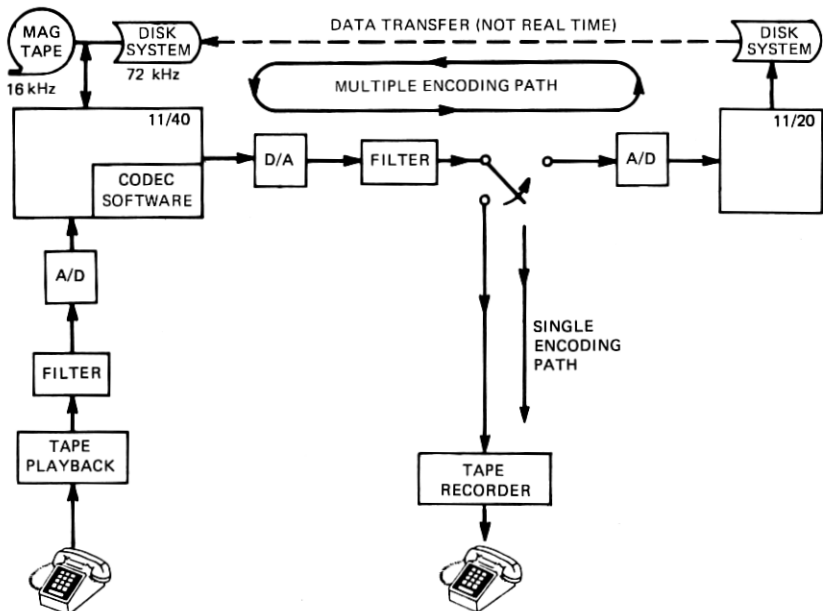 MAG
TAPE
DISK
SYSTEM
DATA TRANSFER (NOT REAL TIME)
DISK
SYSTEM
16 kHz
72 kHz
MULTIPLE ENCODING PATH
11/40
11/20
CODEC
SOFTWARE
D/A
FILTER
A/D
A/D
SINGLE
ENCODING
PATH
FILTER
TAPE
PLAYBACK
TAPE
RECORDER